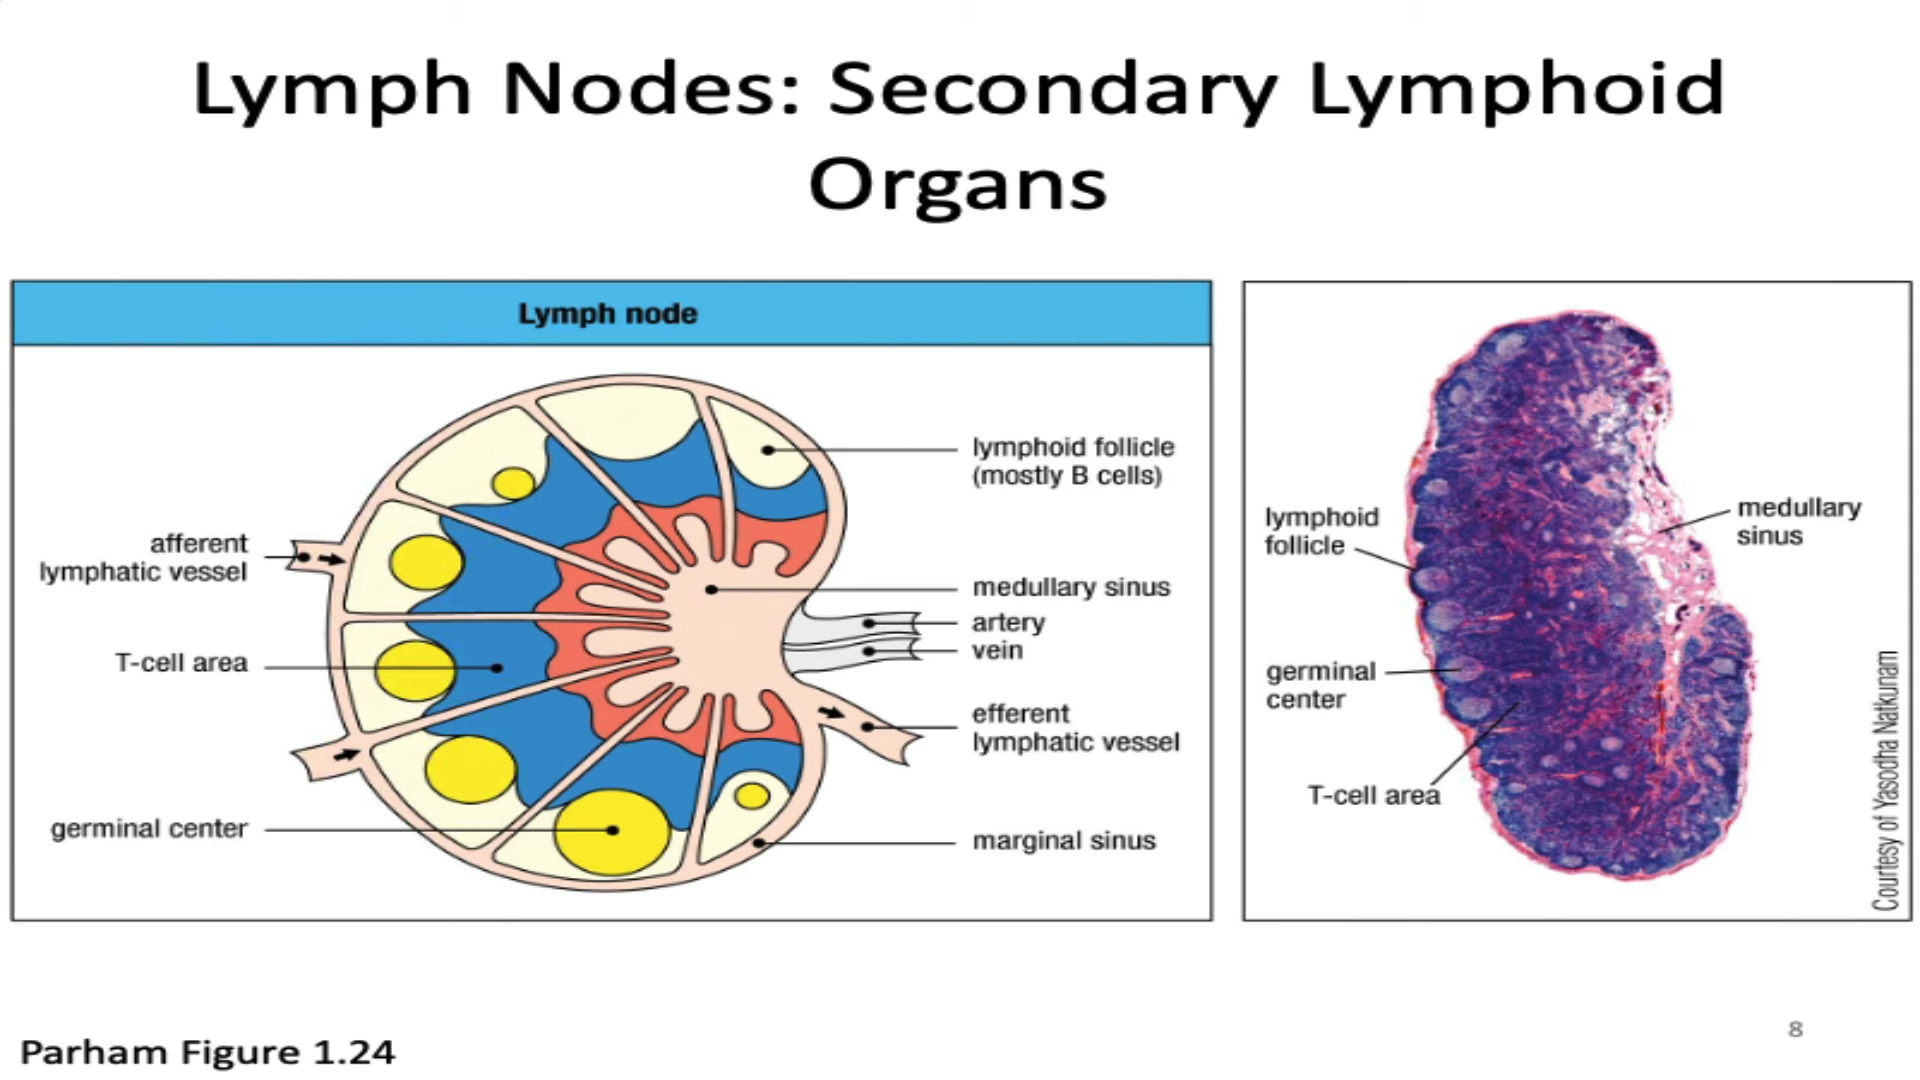 Lymph Nodes: Secondary Lymphoid
Organs
Lymph node
afferent
lymphatic vessel
T-cell area
germinal center
lymphoid follicle
(mostly B cells)
medullary sinus
artery
vein
efferent
lymphatic vessel
marginal sinus
lymphoid
follicle
germinal
center
T-cell area
medullary
sinus
Courtesy of Yasodha Natkunam
Parham Figure 1.24
8